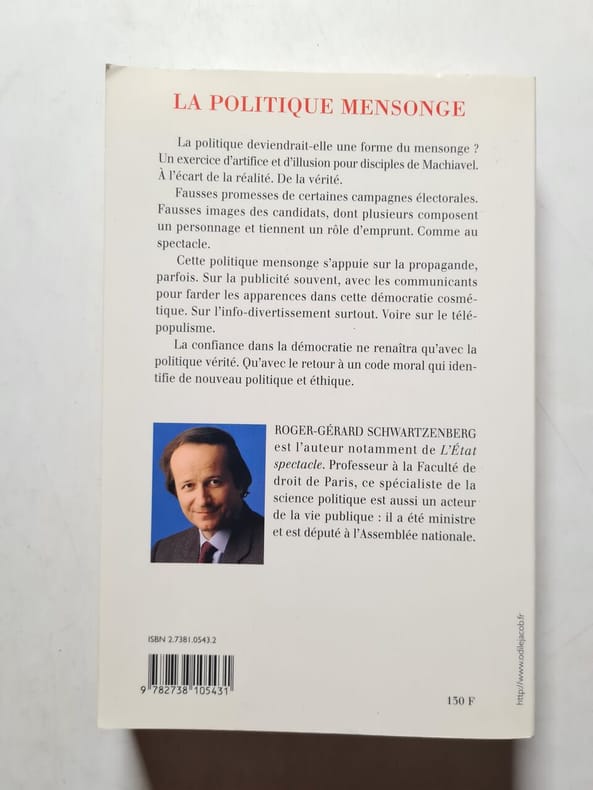 LA POLITIQUE MENSONGE
La politique deviendrait-elle une forme du mensonge ?
Un exercice d'artifice et d'illusion pour disciples de Machiavel.
À l'écart de la réalité. De la vérité.
Fausses promesses de certaines campagnes électorales.
Fausses images des candidats, dont plusieurs composent
un personnage et tiennent un rôle d'emprunt. Comme au
spectacle.
Cette politique mensonge s'appuie sur la propagande,
parfois. Sur la publicité souvent, avec les communicants
pour farder les apparences dans cette démocratie cosmé-
tique. Sur l'info-divertissement surtout. Voire sur le télé-
populisme.
La confiance dans la démocratie ne renaîtra qu'avec la
politique vérité. Qu'avec le retour à un code moral qui iden-
tifie de nouveau politique et éthique.
ROGER-GÉRARD SCHWARTZENBERG
est l'auteur notamment de L'État
spectacle. Professeur à la Faculté de
droit de Paris, ce spécialiste de la
science politique est aussi un acteur
de la vie publique : il a été ministre
et est député à l'Assemblée nationale.
ISBN 2.7381.0543.2
9 782738 105431
150 F
http://www.odilejacob.fr